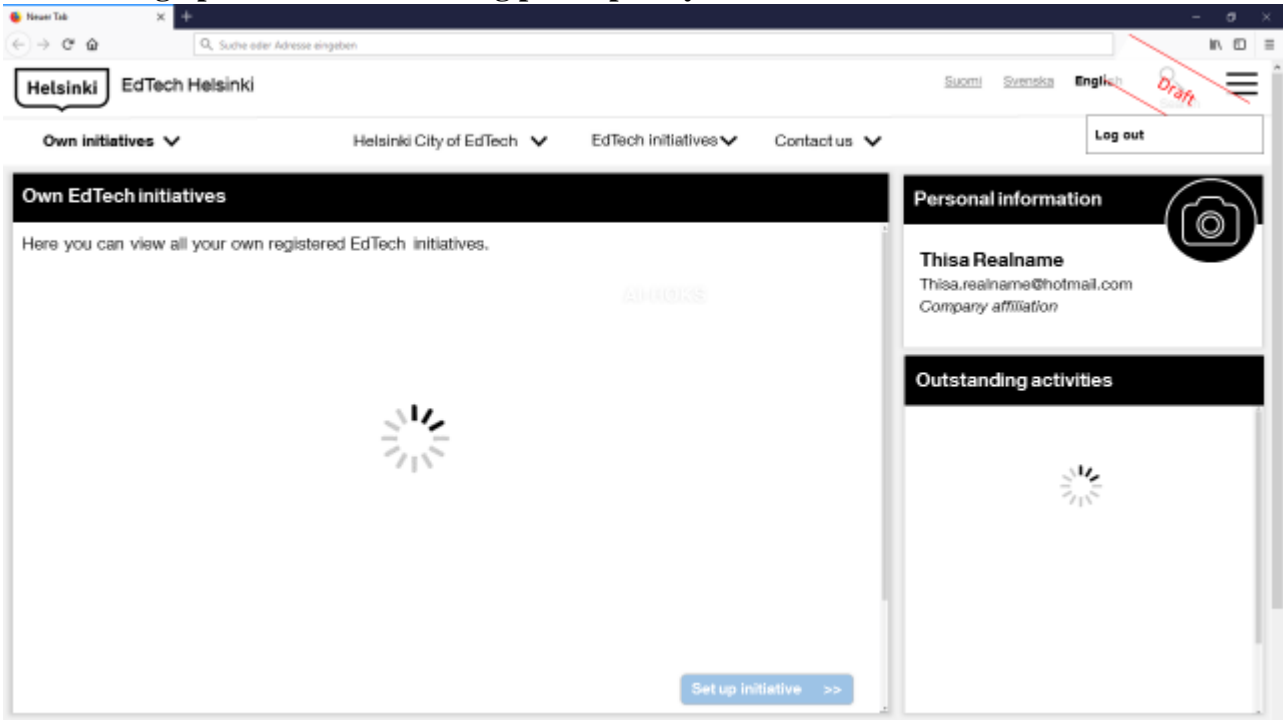 Neuer Tab
Suche oder Adresse eingeben
Helsinki EdTech Helsinki
Suomi Svenska English
Draft
Own initiatives Helsinki City of EdTech EdTech initiatives Contact us
Log out
Own EdTech initiatives
Here you can view all your own registered EdTech initiatives.
Set up initiative >>
Personal information
Thisa Realname
Thisa.realname@hotmail.com
Company affiliation
Outstanding activities